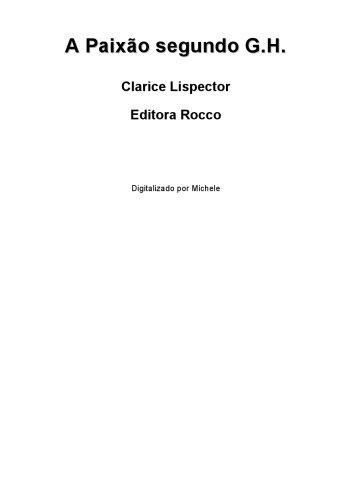 A Paixão segundo G.H.
Clarice Lispector
Editora Rocco
Digitalizado por Michele